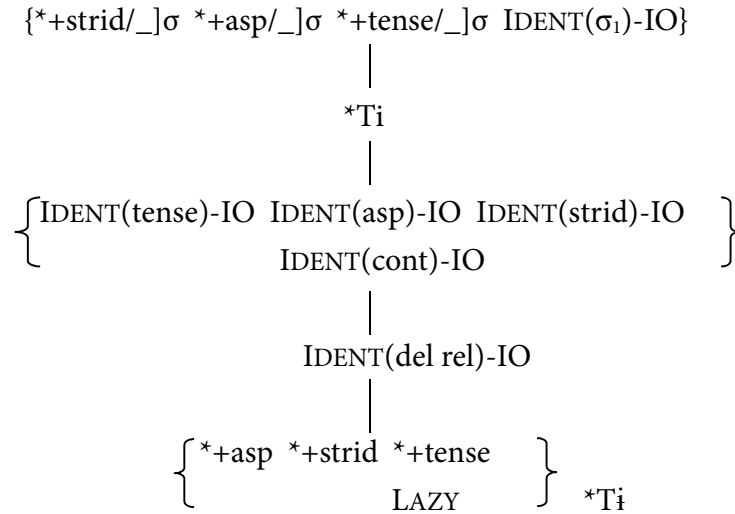 {*+strid/_]σ *+asp/_]σ *+tense/_]σ IDENT(σ₁)-IO}
*Ti
{IDENT(tense)-IO IDENT(asp)-IO IDENT(strid)-IO
IDENT(cont)-IO}
IDENT(del rel)-IO
{*+asp *+strid *+tense
LAZY} *Tɨ